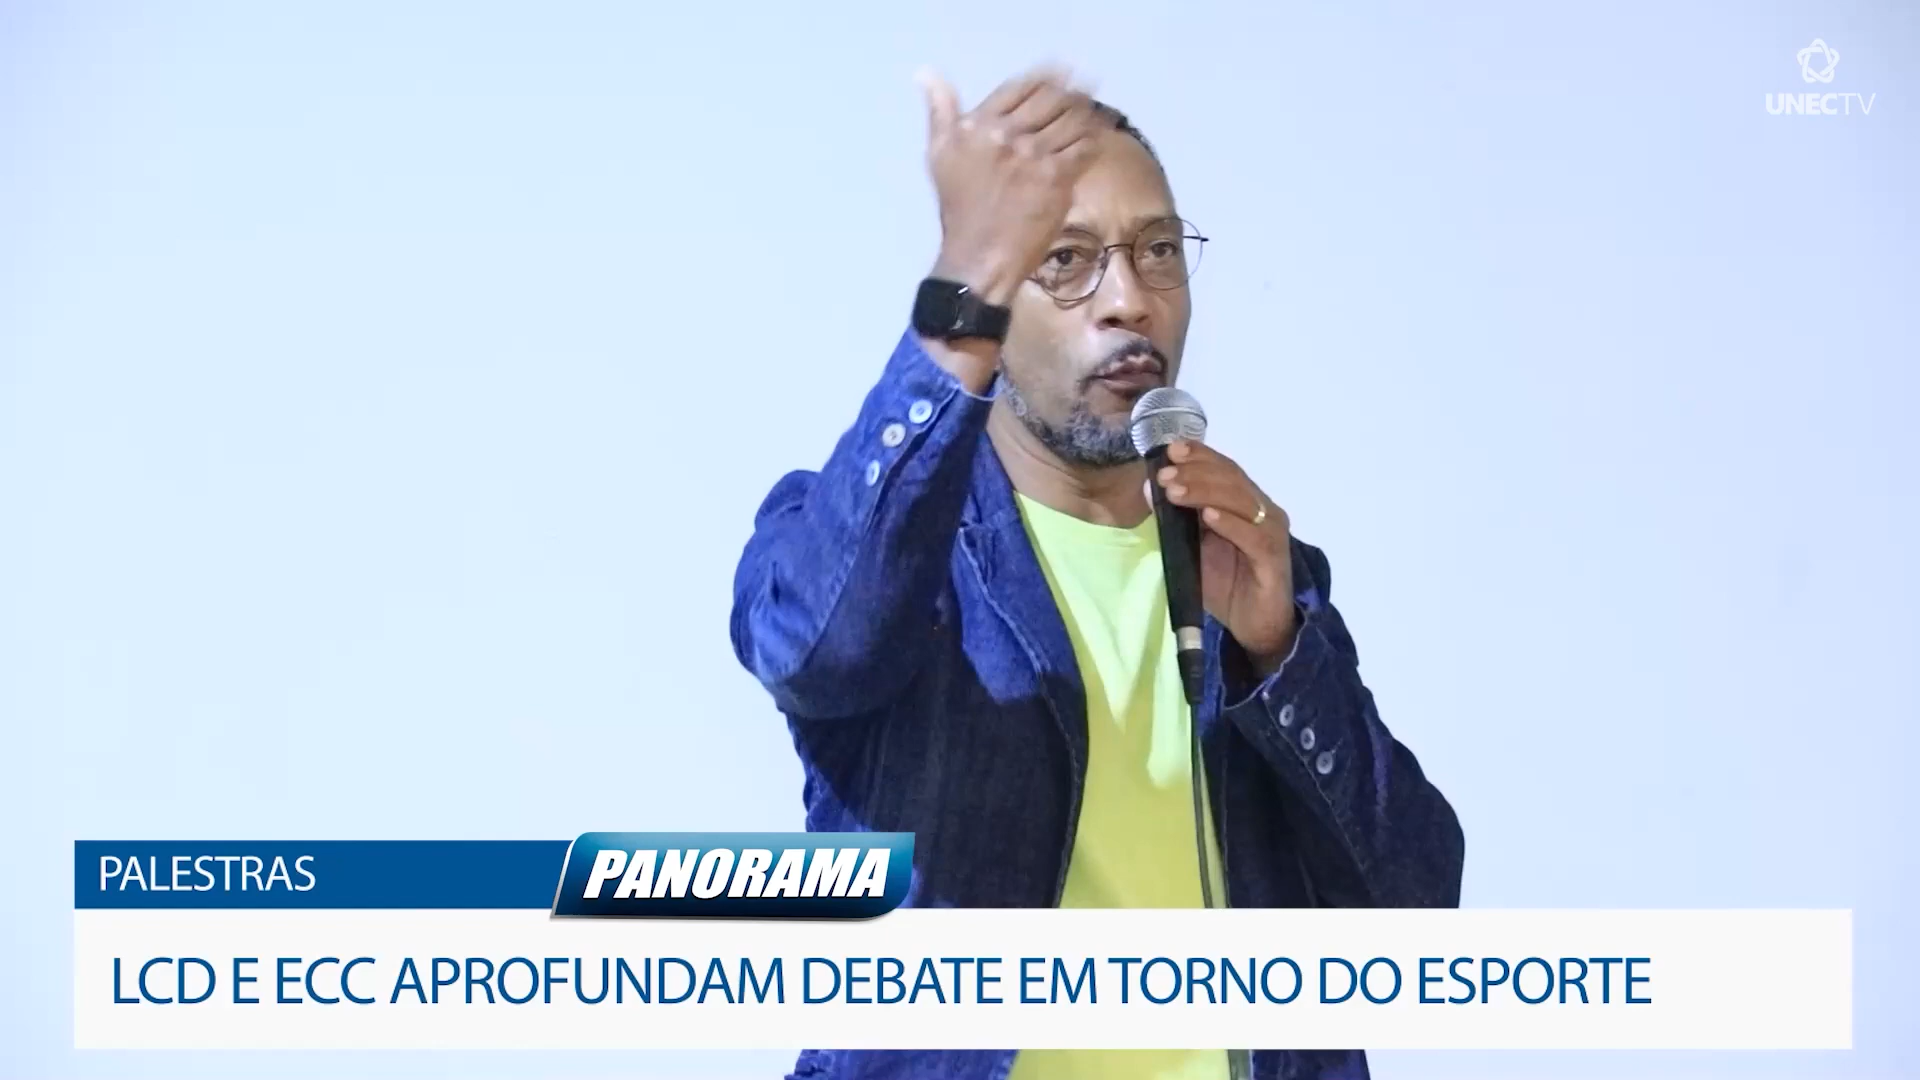 UNECTV
PALESTRAS
PANORAMA
LCD E ECC APROFUNDAM DEBATE EM TORNO DO ESPORTE